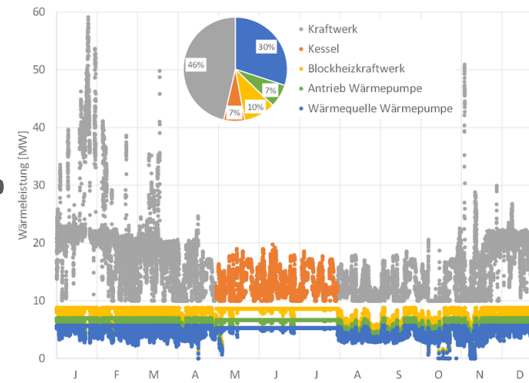 60
50
40
30
20
10
0
Wärmeleistung [MW]
46%
30%
7%
10%
7%
Kraftwerk
Kessel
Blockheizkraftwerk
Antrieb Wärmepumpe
Wärmequelle Wärmepumpe
J F M A M J J A S O N D